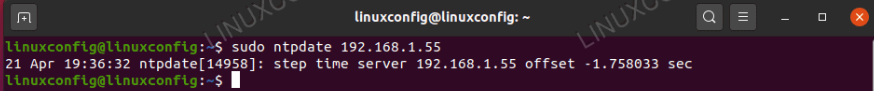 linuxconfig@linuxconfig: ~
linuxconfig@linuxconfig:~$ sudo ntpdate 192.168.1.55
21 Apr 19:36:32 ntpdate[14958]: step time server 192.168.1.55 offset -1.758033 sec
linuxconfig@linuxconfig:~$